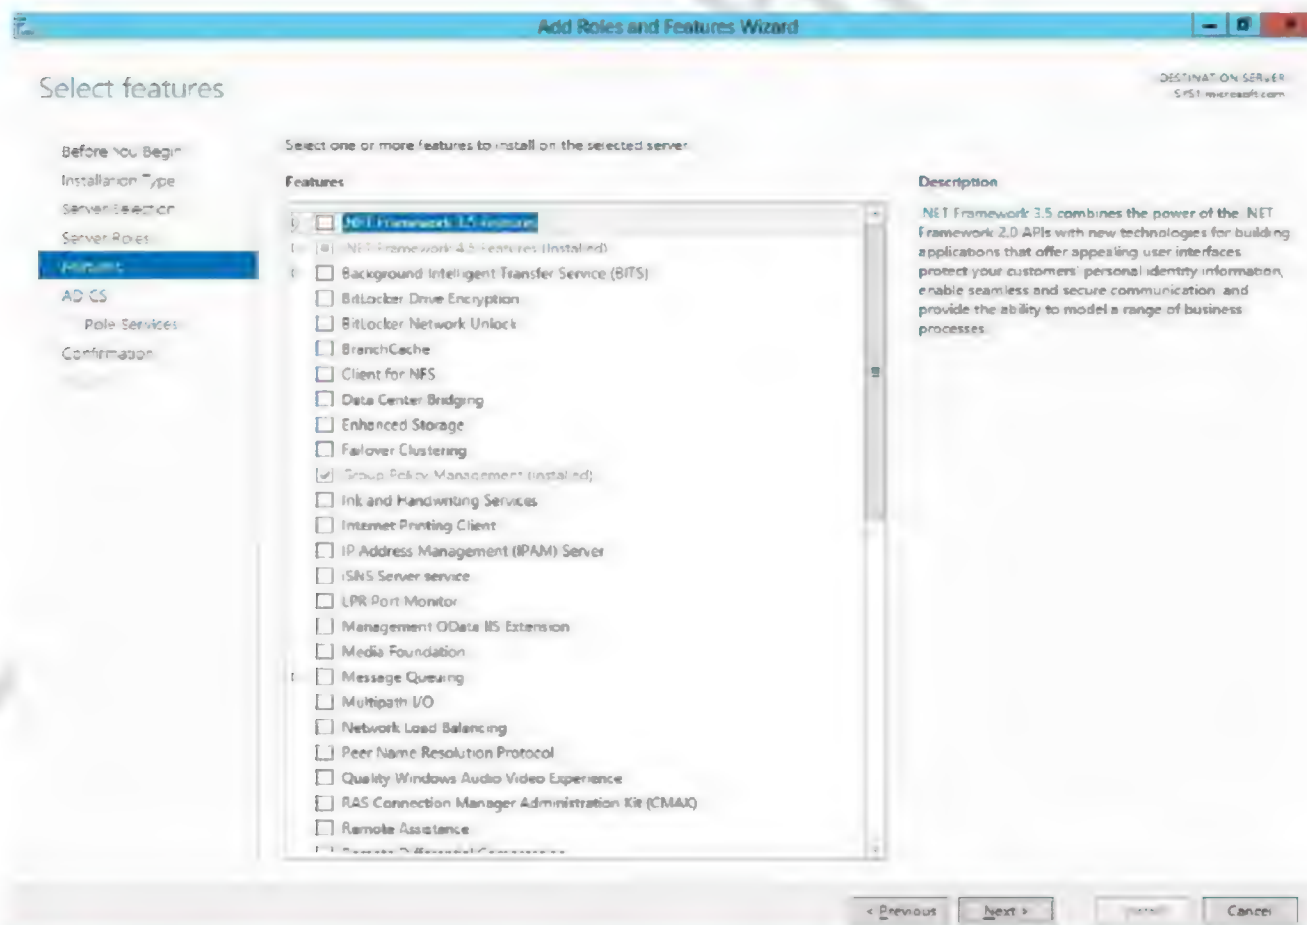 Add Roles and Features Wizard
Select features
DESTINATION SERVER
SYS1.microsoft.com
Before You Begin
Installation Type
Server Selection
Server Roles
Features
AD CS
Role Services
Confirmation
Select one or more features to install on the selected server.
Features
.NET Framework 3.5 Features
.NET Framework 4.5 Features (Installed)
Background Intelligent Transfer Service (BITS)
BitLocker Drive Encryption
BitLocker Network Unlock
BranchCache
Client for NFS
Data Center Bridging
Enhanced Storage
Failover Clustering
Group Policy Management (Installed)
Ink and Handwriting Services
Internet Printing Client
IP Address Management (IPAM) Server
iSNS Server service
LPR Port Monitor
Management OData IIS Extension
Media Foundation
Message Queuing
Multipath I/O
Network Load Balancing
Peer Name Resolution Protocol
Quality Windows Audio Video Experience
RAS Connection Manager Administration Kit (CMAK)
Remote Assistance
Remote Differential Compression
Description
.NET Framework 3.5 combines the power of the .NET
Framework 2.0 APIs with new technologies for building
applications that offer appealing user interfaces,
protect your customers' personal identity information,
enable seamless and secure communication, and
provide the ability to model a range of business
processes.
< Previous
Next >
Install
Cancel